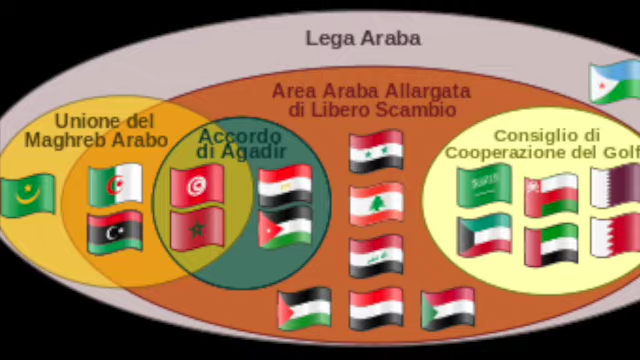 Lega Araba
Area Araba Allargata
di Libero Scambio
Unione del
Maghreb Arabo
Accordo
di Agadir
Consiglio di
Cooperazione del Golf